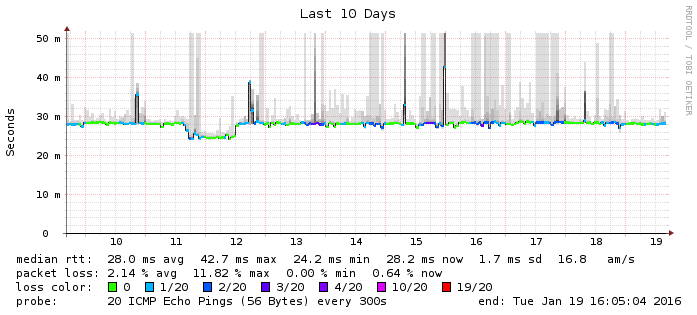 Last 10 Days
RRDTOOL / TOBI OETIKER
Seconds
50 m
40 m
30 m
20 m
10 m
0
10 11 12 13 14 15 16 17 18 19
median rtt: 28.0 ms avg 42.7 ms max 24.2 ms min 28.2 ms now 1.7 ms sd 16.8 am/s
packet loss: 2.14 % avg 11.82 % max 0.00 % min 0.64 % now
loss color: 0 1/20 2/20 3/20 4/20 10/20 19/20
probe: 20 ICMP Echo Pings (56 Bytes) every 300s end: Tue Jan 19 16:05:04 2016